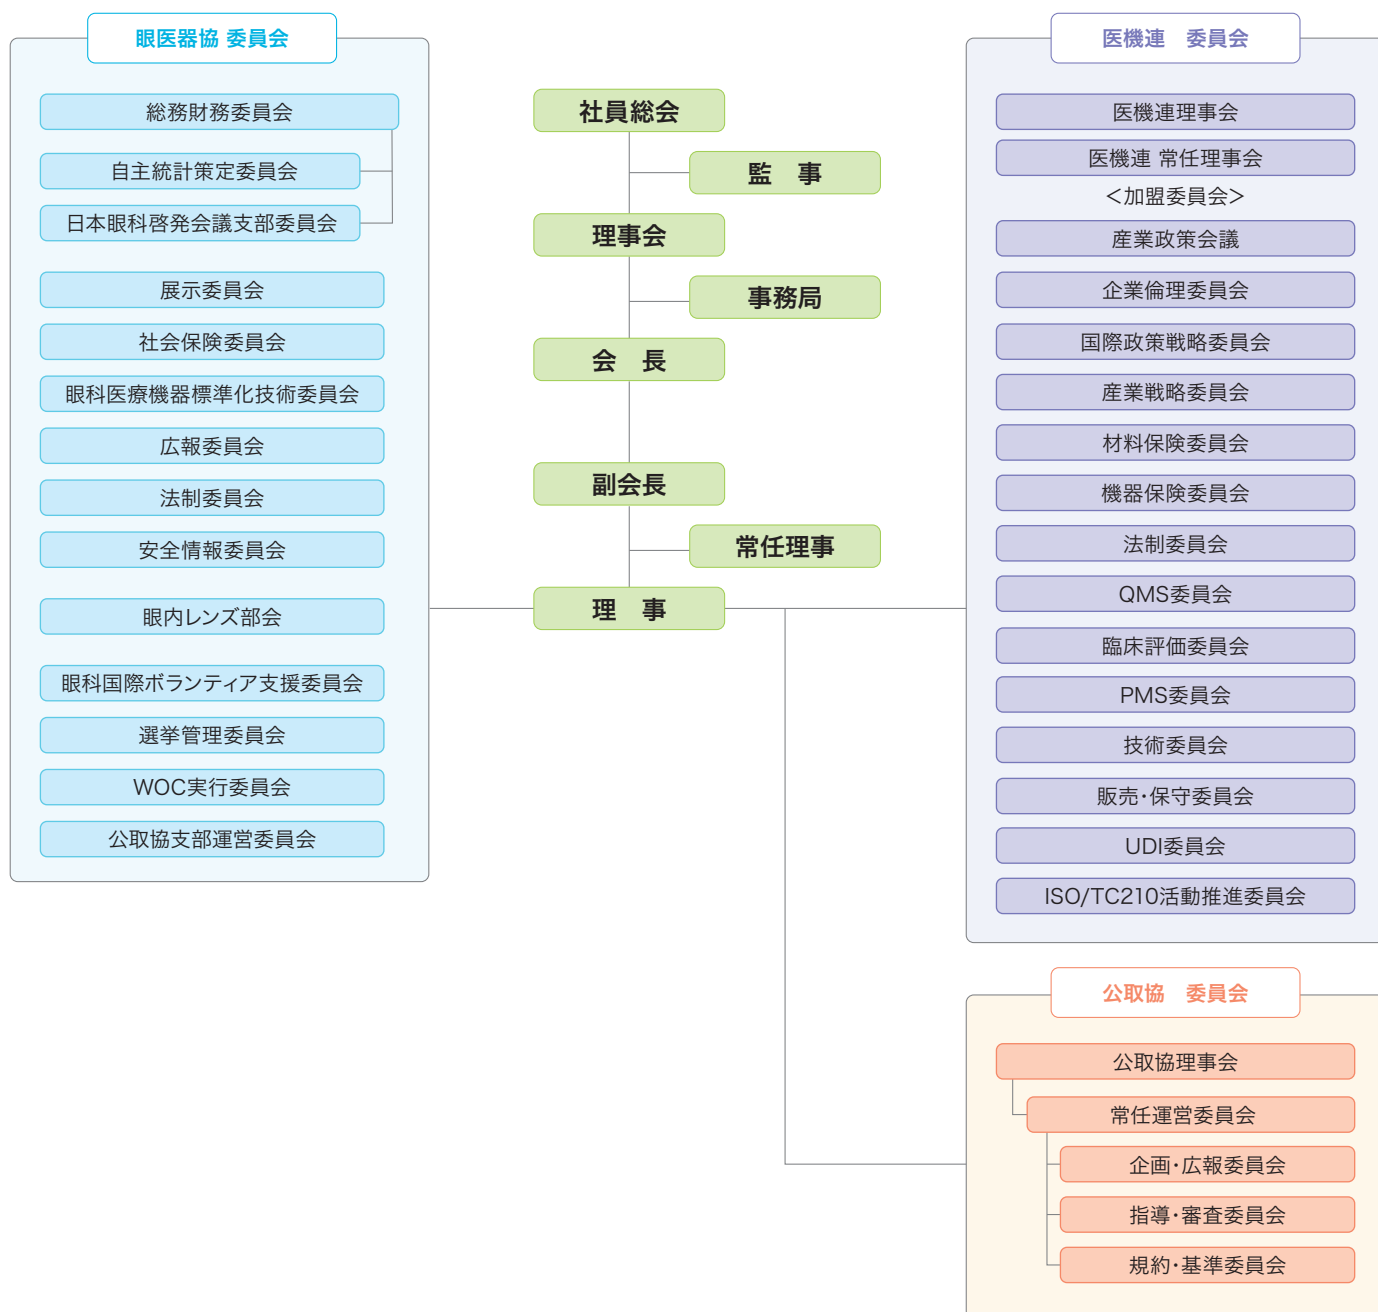 眼医器協 委員会
総務財務委員会
自主統計策定委員会
日本眼科啓発会議支部委員会
展示委員会
社会保険委員会
眼科医療機器標準化技術委員会
広報委員会
法制委員会
安全情報委員会
眼内レンズ部会
眼科国際ボランティア支援委員会
選挙管理委員会
WOC実行委員会
公取協支部運営委員会
社員総会
監　事
理事会
事務局
会　長
副会長
常任理事
理　事
医機連　委員会
医機連理事会
医機連 常任理事会
＜加盟委員会＞
産業政策会議
企業倫理委員会
国際政策戦略委員会
産業戦略委員会
材料保険委員会
機器保険委員会
法制委員会
QMS委員会
臨床評価委員会
PMS委員会
技術委員会
販売・保守委員会
UDI委員会
ISO/TC210活動推進委員会
公取協　委員会
公取協理事会
常任運営委員会
企画・広報委員会
指導・審査委員会
規約・基準委員会